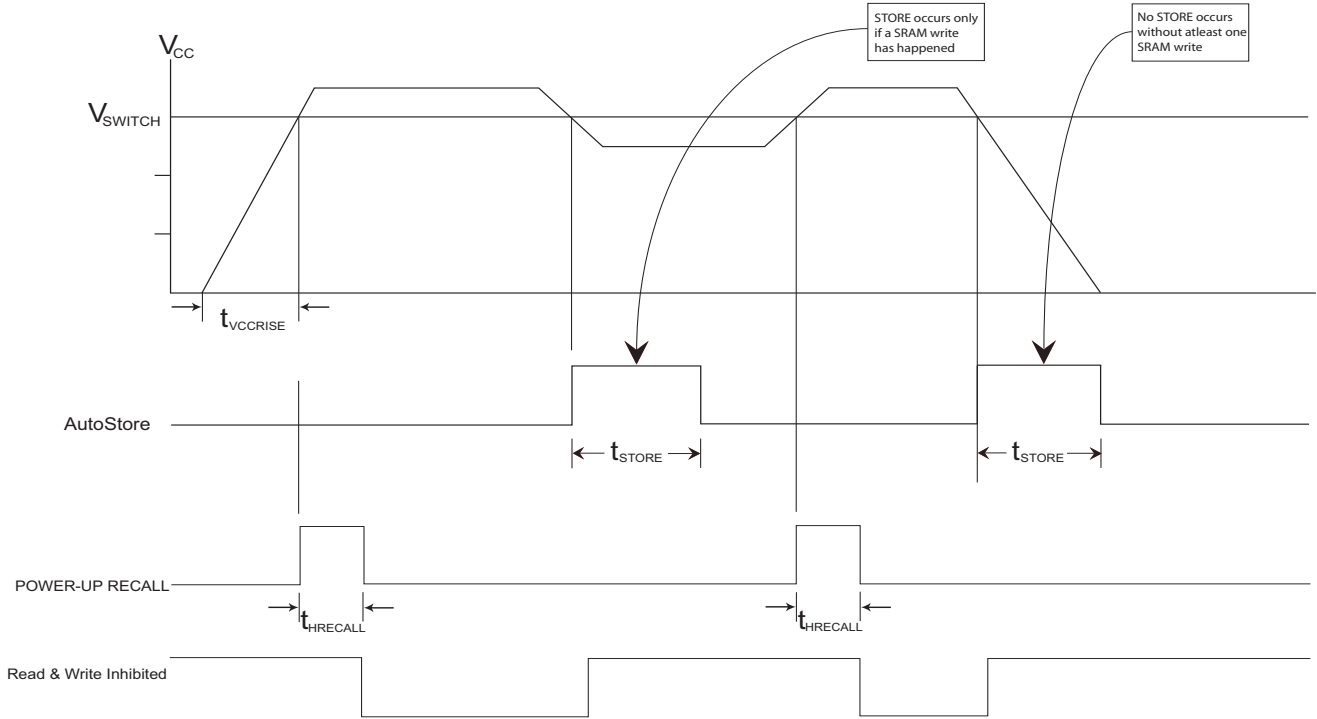 STORE occurs only
if a SRAM write
has happened
No STORE occurs
without atleast one
SRAM write
VCC
VSWITCH
tVCCRISE
AutoStore
tSTORE
tSTORE
POWER-UP RECALL
tHRECALL
tHRECALL
Read & Write Inhibited